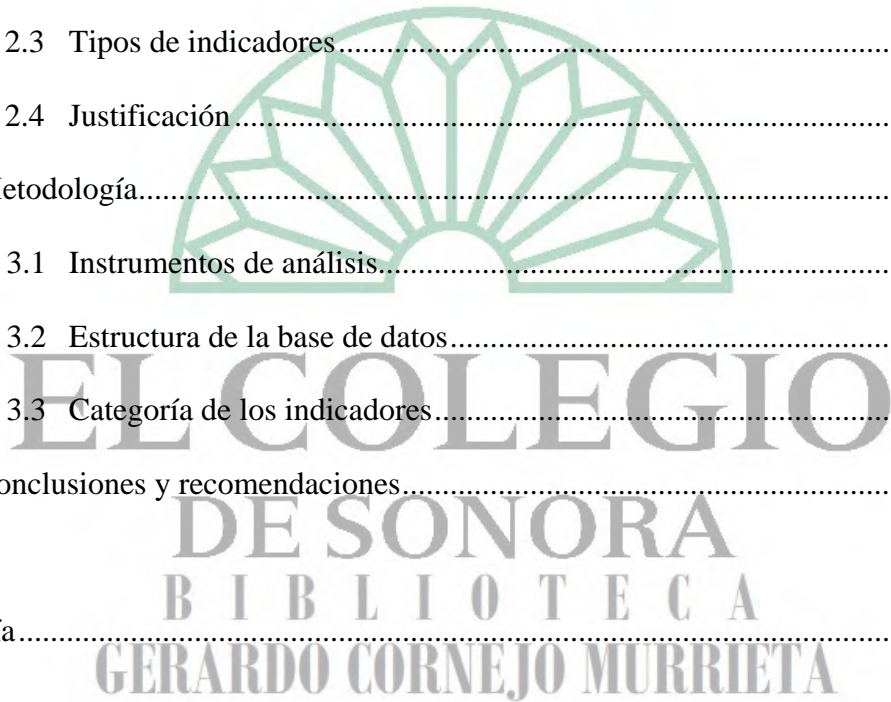 2.3 Tipos de indicadores
2.4 Justificación
etodología
3.1 Instrumentos de análisis
3.2 Estructura de la base de datos
EL COLEGIO
3.3 Categoría de los indicadores
onclusiones y recomendaciones
DE SONORA
BIBLIOTECA
ía
GERARDO CORNEJO MURRIETA